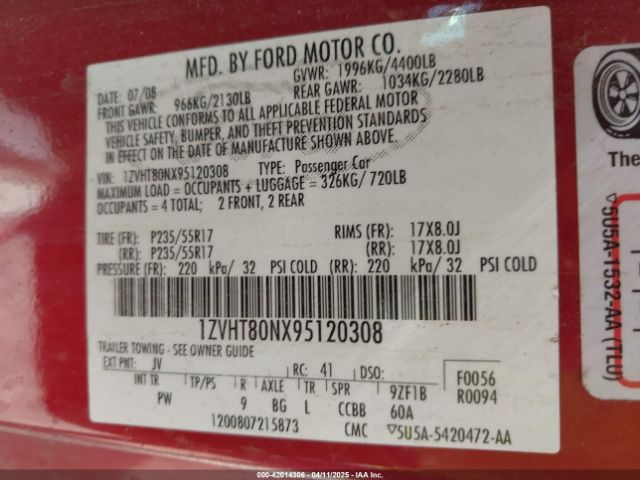 MFD. BY FORD MOTOR CO.
DATE: 07/08 GVWR: 1996KG/4400LB
FRONT GAWR: 966KG/2130LB REAR GAWR: 1034KG/2280LB
THIS VEHICLE CONFORMS TO ALL APPLICABLE FEDERAL MOTOR
VEHICLE SAFETY, BUMPER, AND THEFT PREVENTION STANDARDS
IN EFFECT ON THE DATE OF MANUFACTURE SHOWN ABOVE.
VIN: 1ZVHT80NX95120308 TYPE: Passenger Car
MAXIMUM LOAD = OCCUPANTS + LUGGAGE = 326KG/ 720LB
OCCUPANTS = 4 TOTAL; 2 FRONT, 2 REAR
TIRE (FR): P235/55R17 RIMS (FR): 17X8.0J
(RR): P235/55R17 (RR): 17X8.0J
PRESSURE (FR): 220 kPa/ 32 PSI COLD (RR): 220 kPa/ 32 PSI COLD
1ZVHT80NX95120308
TRAILER TOWING - SEE OWNER GUIDE
EXT PNT: JV RC: 41 DSO: F0056
INT TR TP/PS R AXLE TR SPR 9ZF1B R0094
PW 9 BG L CCBB 60A
1200807215873 CMC 5U5A-5420472-AA
The
5U5A-1532-AA (TLU)
000-42014306 - 04/11/2025 - IAAI.COM